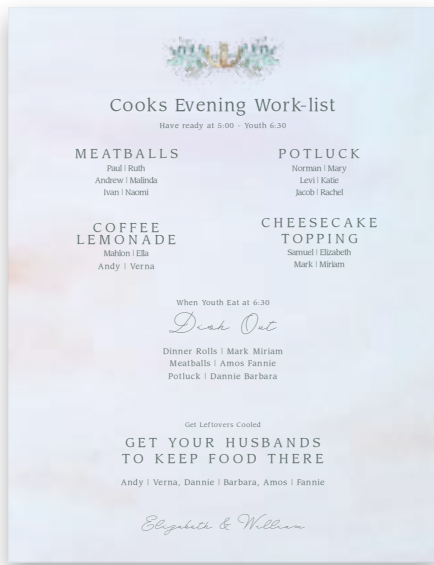 Cooks Evening Work-list
Have ready at 5:00 - Youth 6:30
MEATBALLS
Paul | Ruth
Andrew | Malinda
Ivan | Naomi
POTLUCK
Norman | Mary
Levi | Katie
Jacob | Rachel
COFFEE
LEMONADE
Mahlon | Ella
Andy | Verna
CHEESECAKE
TOPPING
Samuel | Elizabeth
Mark | Miriam
When Youth Eat at 6:30
Dish Out
Dinner Rolls | Mark Miriam
Meatballs | Amos Fannie
Potluck | Dannie Barbara
Get Leftovers Cooled
GET YOUR HUSBANDS
TO KEEP FOOD THERE
Andy | Verna, Dannie | Barbara, Amos | Fannie
Elizabeth & William